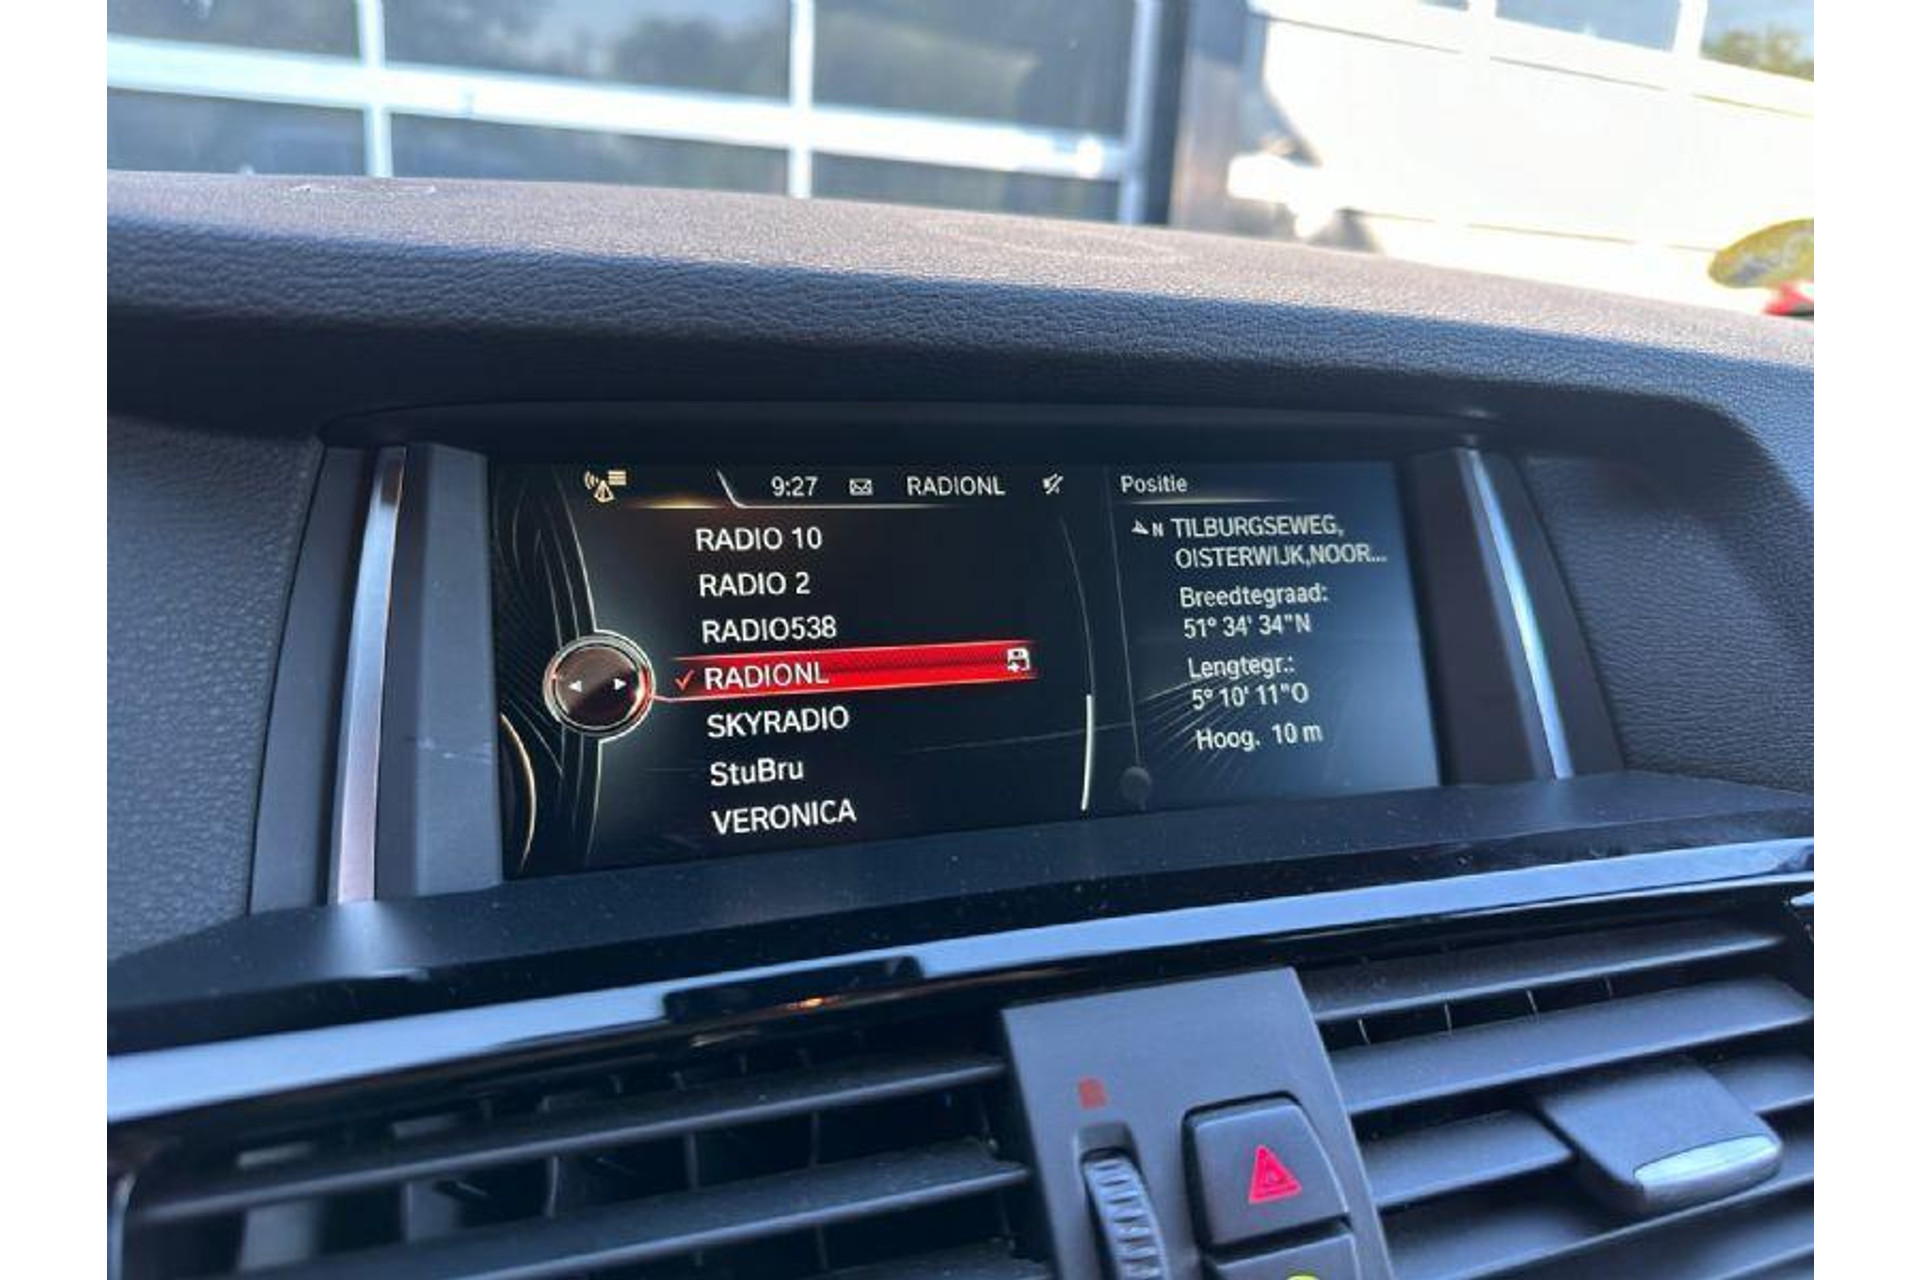 9:27 RADIONL
RADIO 10
RADIO 2
RADIO538
RADIONL
SKYRADIO
StuBru
VERONICA
Positie
N TILBURGSEWEG,
OISTERWIJK,NOOR...
Breedtegraad:
51° 34' 34"N
Lengtegr.:
5° 10' 11"O
Hoog. 10 m